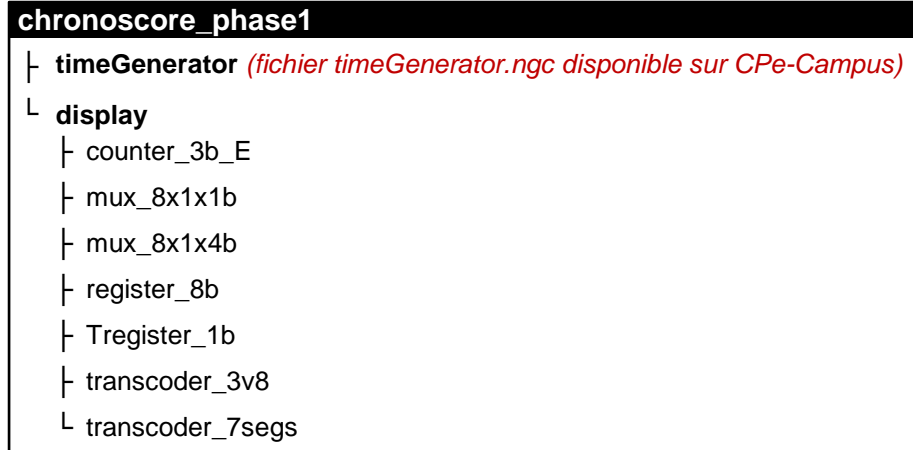 chronoscore_phase1
├ timeGenerator (fichier timeGenerator.ngc disponible sur CPe-Campus)
└ display
├ counter_3b_E
├ mux_8x1x1b
├ mux_8x1x4b
├ register_8b
├ Tregister_1b
├ transcoder_3v8
└ transcoder_7segs